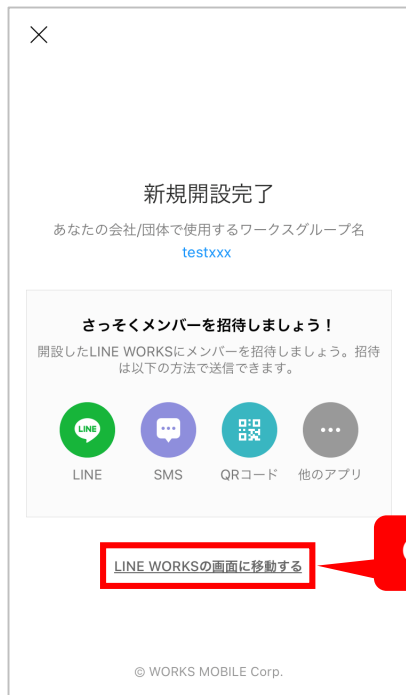 新規開設完了
あなたの会社/団体で使用するワークスグループ名
testxxx
さっそくメンバーを招待しましょう！
開設したLINE WORKSにメンバーを招待しましょう。招待
は以下の方法で送信できます。
LINE
LINE
SMS
QRコード
他のアプリ
LINE WORKSの画面に移動する
© WORKS MOBILE Corp.